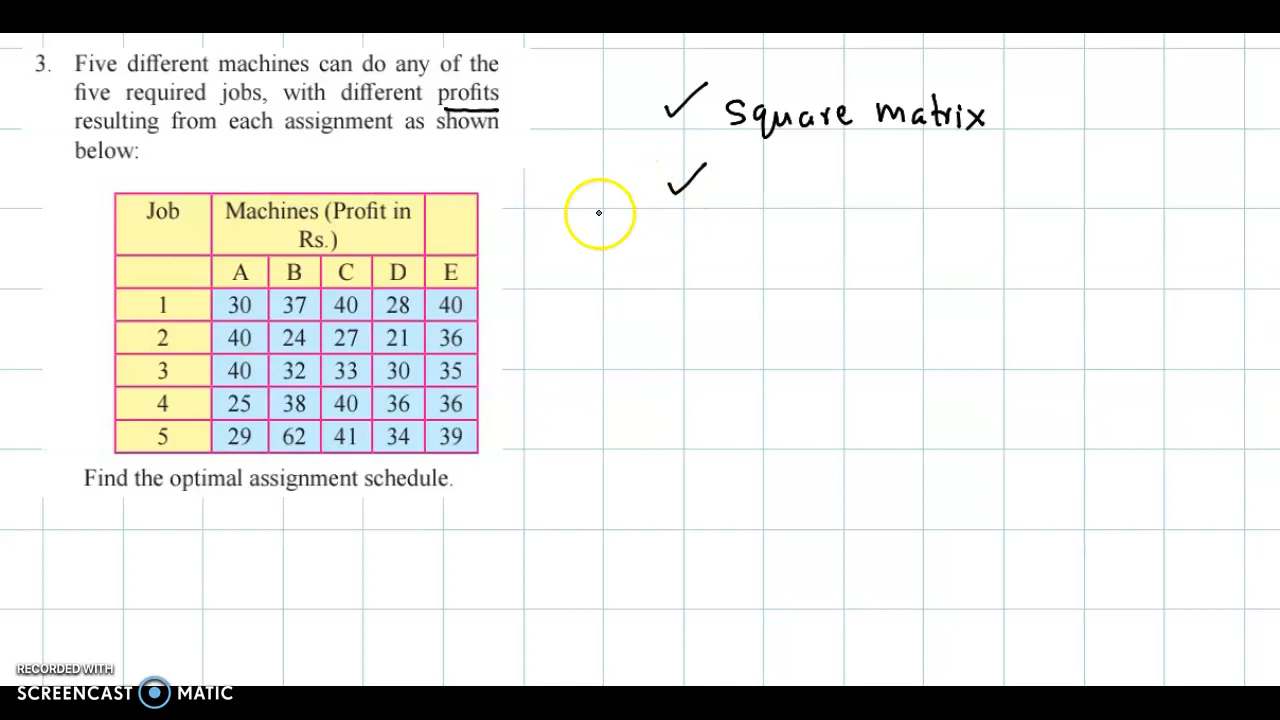 3. Five different machines can do any of the
five required jobs, with different profits
resulting from each assignment as shown
below:
Job Machines (Profit in
Rs.)
A B C D E
1 30 37 40 28 40
2 40 24 27 21 36
3 40 32 33 30 35
4 25 38 40 36 36
5 29 62 41 34 39
Find the optimal assignment schedule.
✓ Square matrix
✓
RECORDED WITH
SCREENCAST MATIC